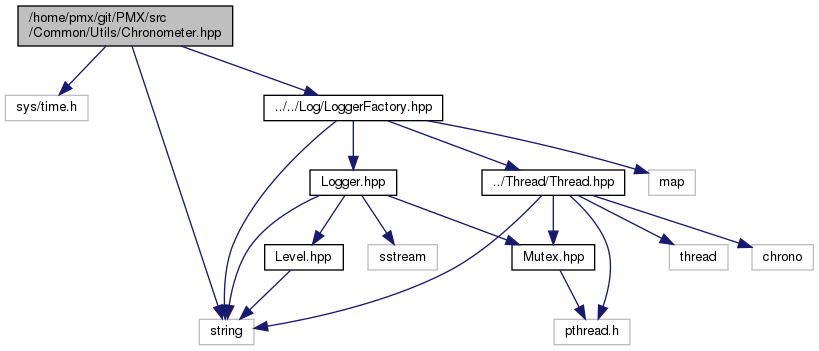 /home/pmx/git/PMX/src
/Common/Utils/Chronometer.hpp
sys/time.h
../../Log/LoggerFactory.hpp
Logger.hpp
../Thread/Thread.hpp
map
Level.hpp
sstream
Mutex.hpp
thread
chrono
string
pthread.h